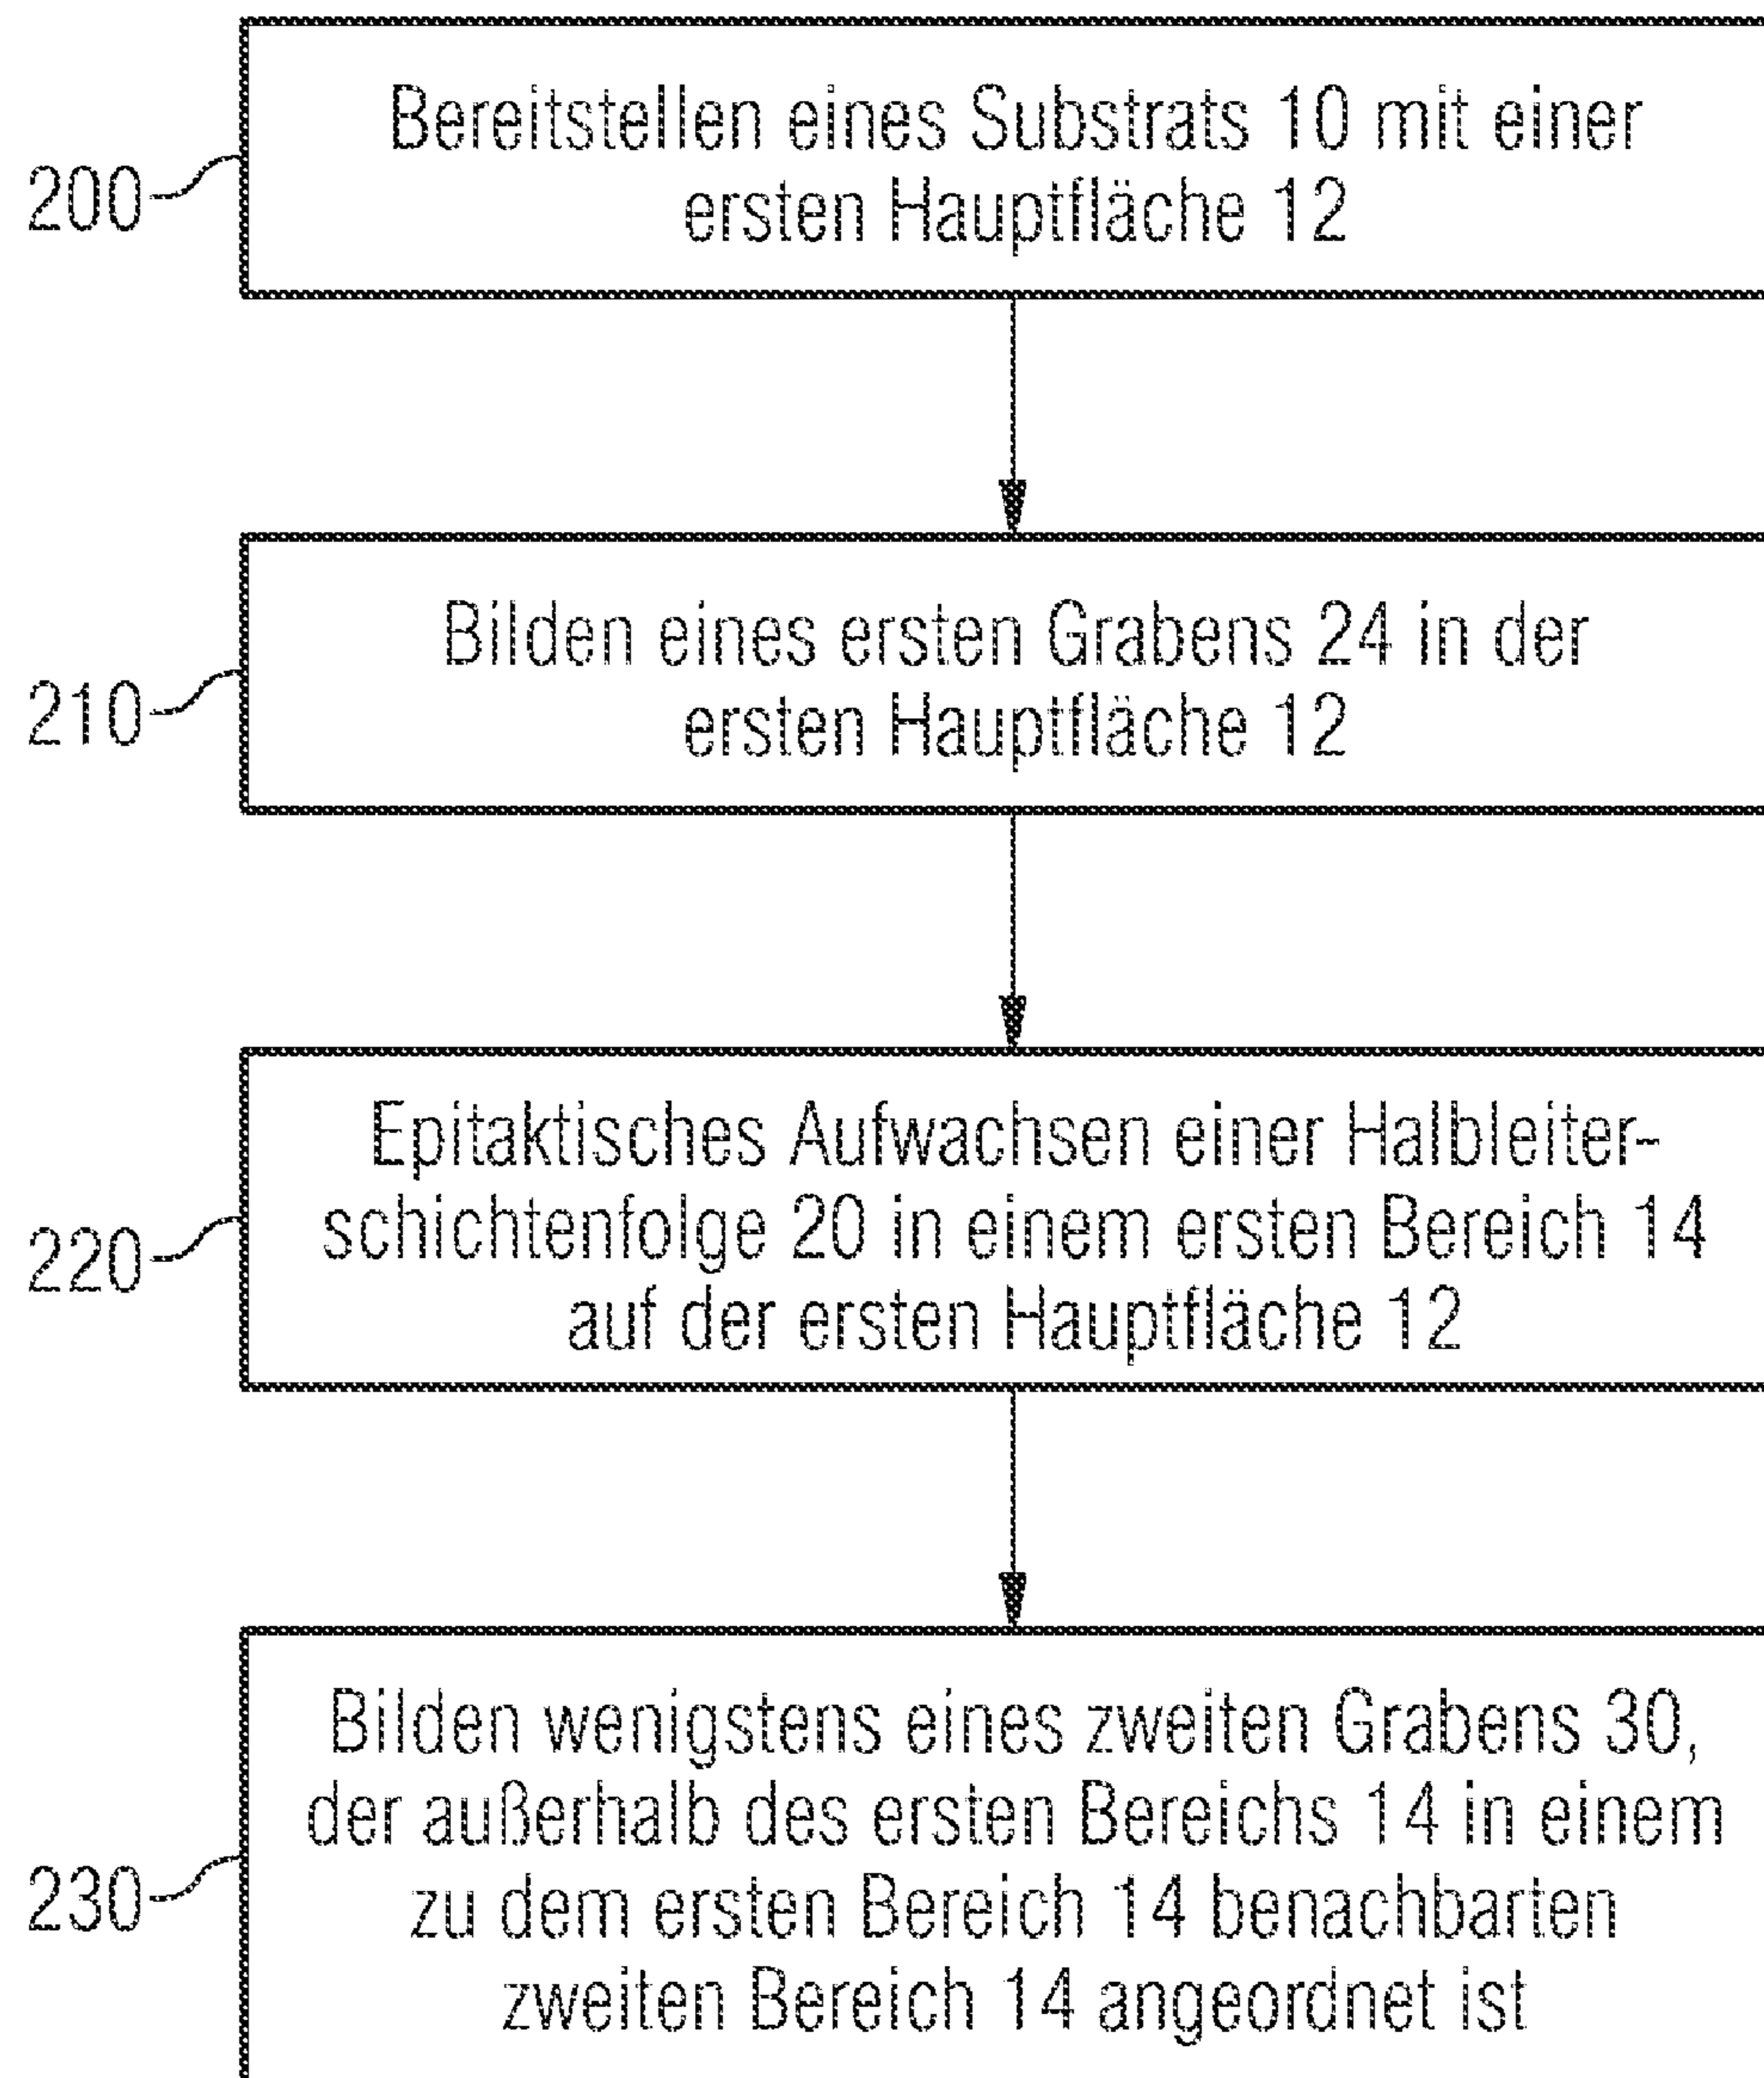 200
Bereitstellen eines Substrats 10 mit einer
ersten Hauptfläche 12
210
Bilden eines ersten Grabens 24 in der
ersten Hauptfläche 12
220
Epitaktisches Aufwachsen einer Halbleiter-
schichtenfolge 20 in einem ersten Bereich 14
auf der ersten Hauptfläche 12
230
Bilden wenigstens eines zweiten Grabens 30,
der außerhalb des ersten Bereichs 14 in einem
zu dem ersten Bereich 14 benachbarten
zweiten Bereich 14 angeordnet ist